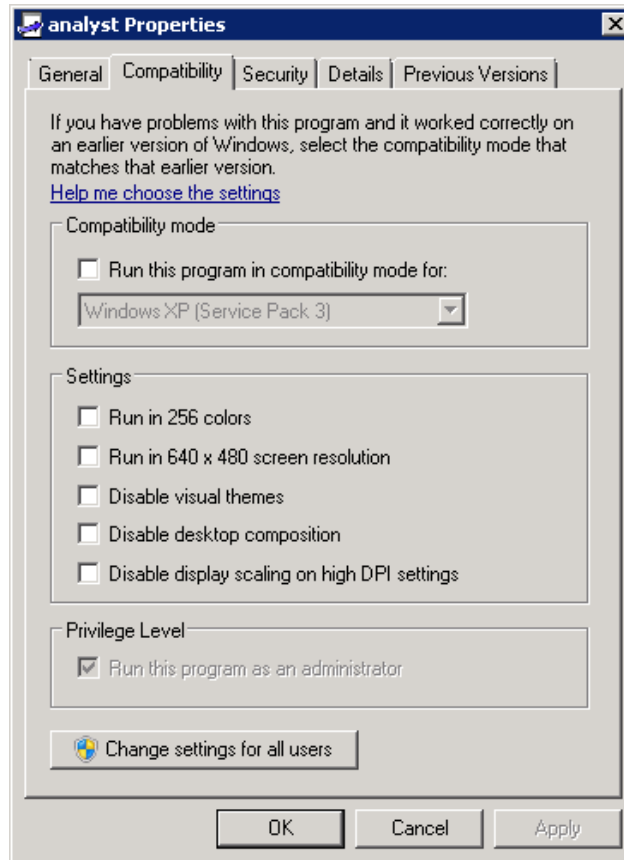 analyst Properties
General Compatibility Security Details Previous Versions
If you have problems with this program and it worked correctly on
an earlier version of Windows, select the compatibility mode that
matches that earlier version.
Help me choose the settings
Compatibility mode
Run this program in compatibility mode for:
Windows XP (Service Pack 3)
Settings
Run in 256 colors
Run in 640 x 480 screen resolution
Disable visual themes
Disable desktop composition
Disable display scaling on high DPI settings
Privilege Level
Run this program as an administrator
Change settings for all users
OK Cancel Apply